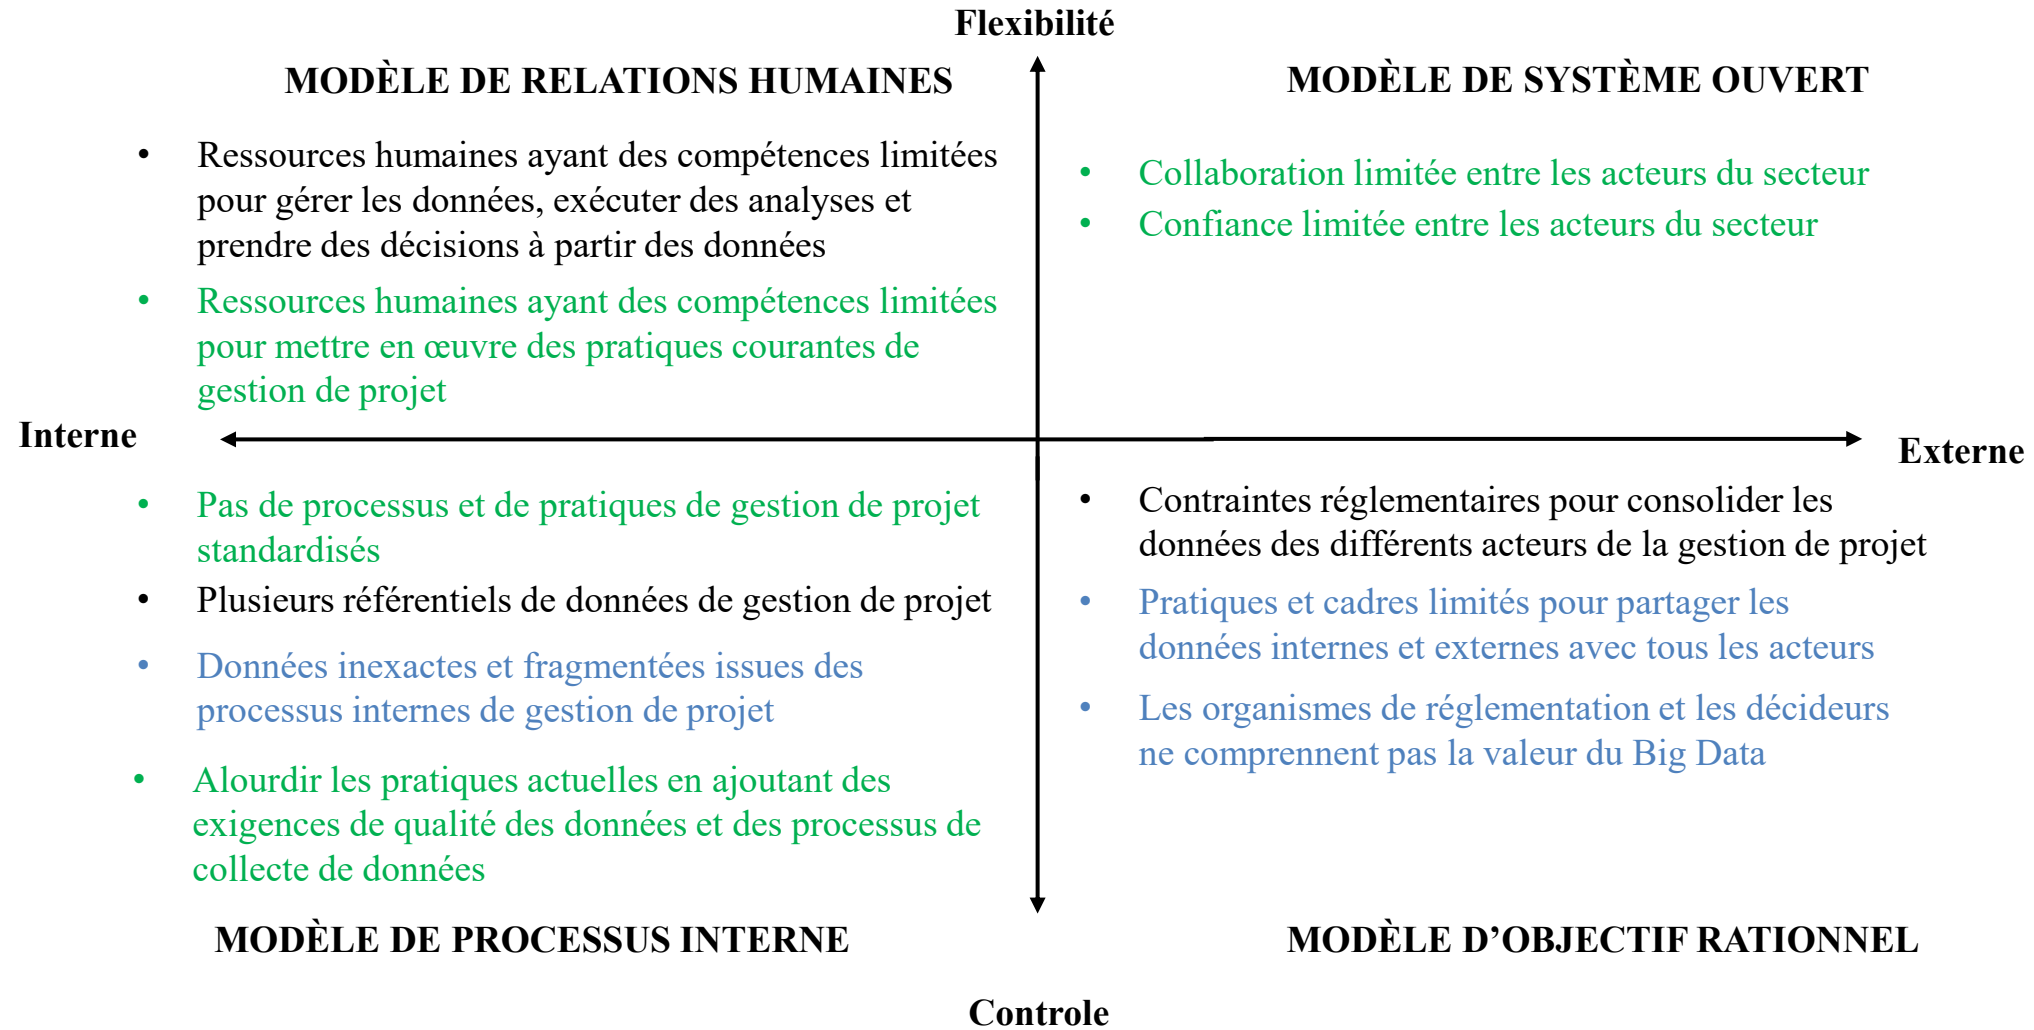 Flexibilité
MODÈLE DE RELATIONS HUMAINES
• Ressources humaines ayant des compétences limitées
pour gérer les données, exécuter des analyses et
prendre des décisions à partir des données
• Ressources humaines ayant des compétences limitées
pour mettre en œuvre des pratiques courantes de
gestion de projet
MODÈLE DE SYSTÈME OUVERT
• Collaboration limitée entre les acteurs du secteur
• Confiance limitée entre les acteurs du secteur
Interne
Externe
• Pas de processus et de pratiques de gestion de projet
standardisés
• Plusieurs référentiels de données de gestion de projet
• Données inexactes et fragmentées issues des
processus internes de gestion de projet
• Alourdir les pratiques actuelles en ajoutant des
exigences de qualité des données et des processus de
collecte de données
MODÈLE DE PROCESSUS INTERNE
• Contraintes réglementaires pour consolider les
données des différents acteurs de la gestion de projet
• Pratiques et cadres limités pour partager les
données internes et externes avec tous les acteurs
• Les organismes de réglementation et les décideurs
ne comprennent pas la valeur du Big Data
MODÈLE D’OBJECTIF RATIONNEL
Controle